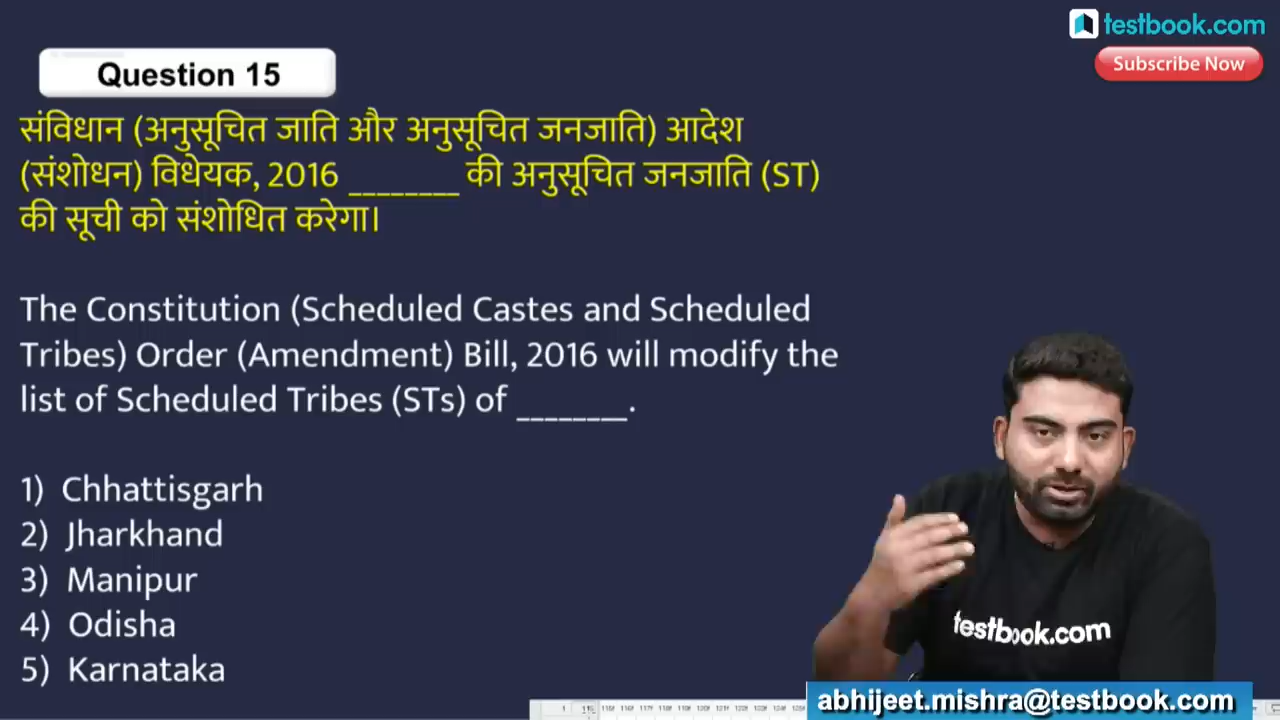 testbook.com
Subscribe Now
Question 15
संविधान (अनुसूचित जाति और अनुसूचित जनजाति) आदेश
(संशोधन) विधेयक, 2016 ________ की अनुसूचित जनजाति (ST)
की सूची को संशोधित करेगा।
The Constitution (Scheduled Castes and Scheduled
Tribes) Order (Amendment) Bill, 2016 will modify the
list of Scheduled Tribes (STs) of ________.
1) Chhattisgarh
2) Jharkhand
3) Manipur
4) Odisha
5) Karnataka
testbook.com
abhijeet.mishra@testbook.com